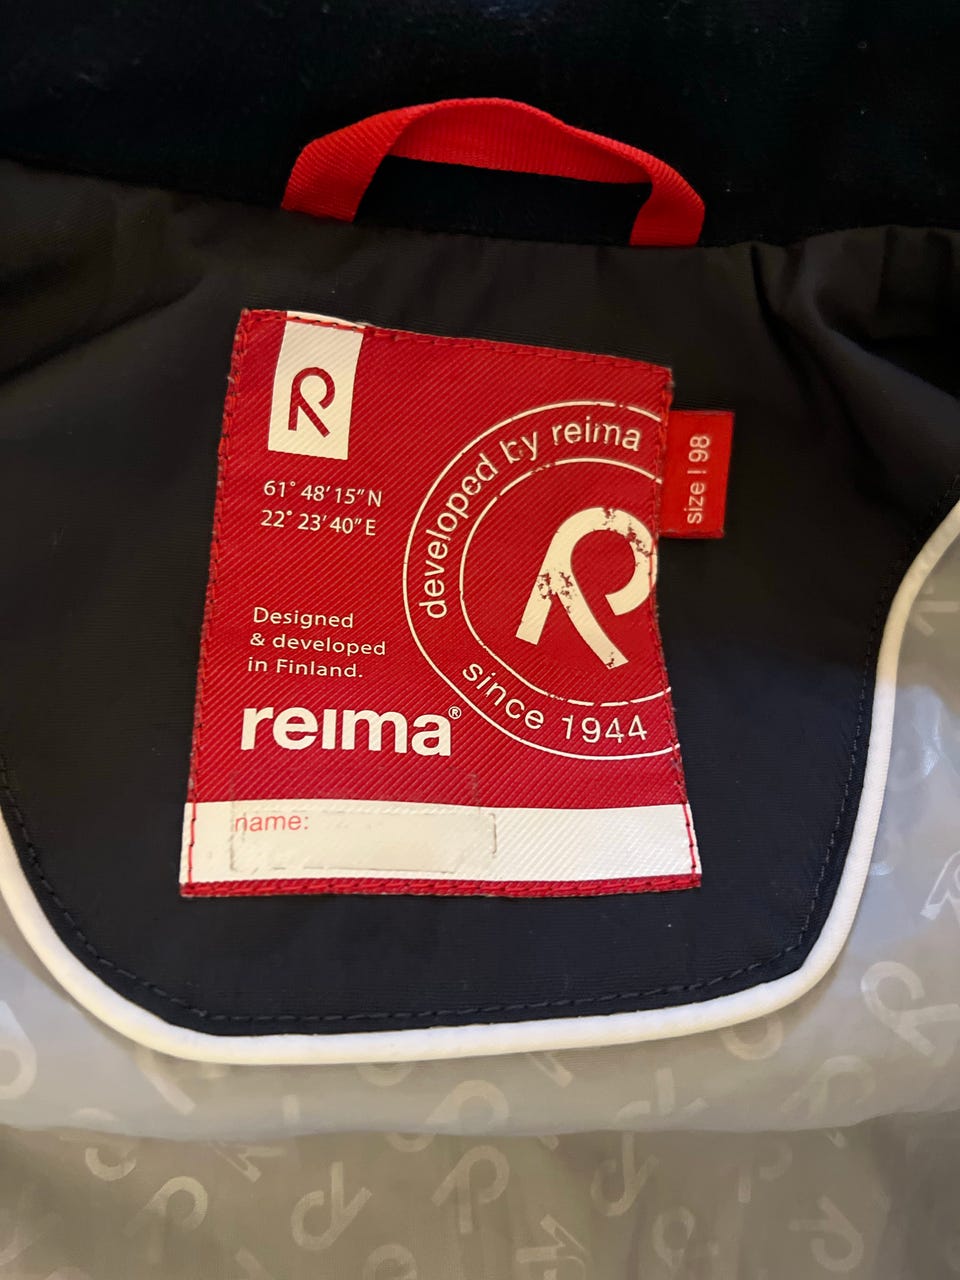 61° 48' 15" N
22° 23' 40" E
developed by reima
since 1944
size | 98
Designed
& developed
in Finland.
reima®
name: